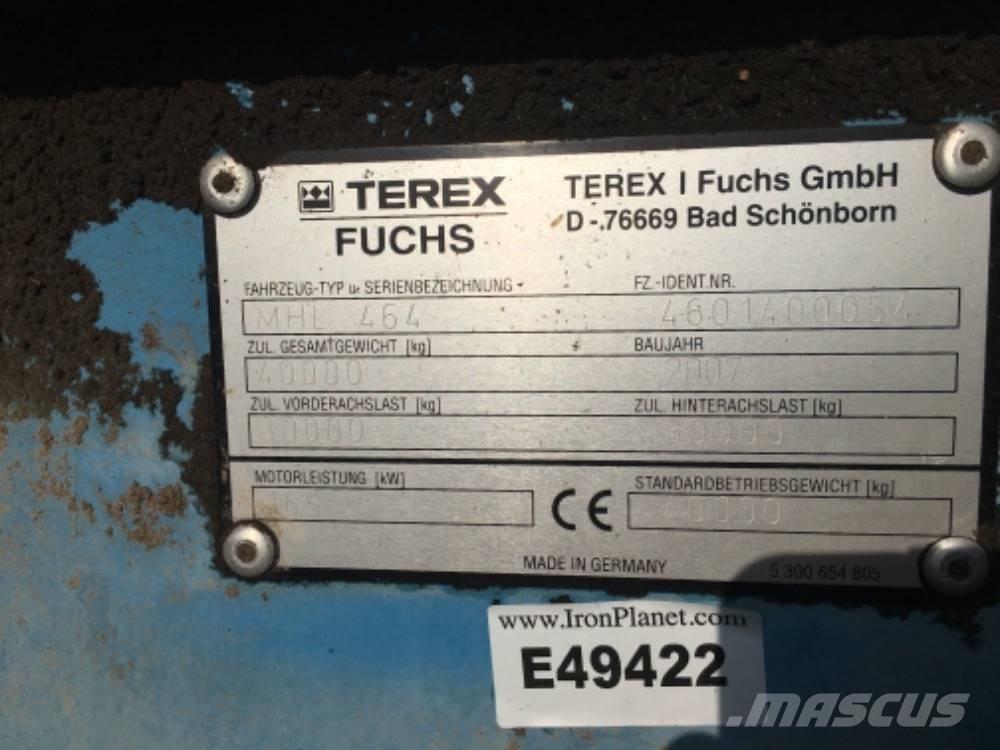 TEREX
FUCHS
TEREX I Fuchs GmbH
D-76669 Bad Schönborn
FAHRZEUG-TYP u. SERIENBEZEICHNUNG
FZ.-IDENT.NR.
MHL 464
4601400054
ZUL. GESAMTGEWICHT [kg]
BAUJAHR
40000
2007
ZUL. VORDERACHSLAST [kg]
ZUL. HINTERACHSLAST [kg]
30000
MOTORLEISTUNG [kW]
CE
STANDARDBETRIEBSGEWICHT [kg]
40000
MADE IN GERMANY
5 300 654 805
www.IronPlanet.com
E49422
MASCUS